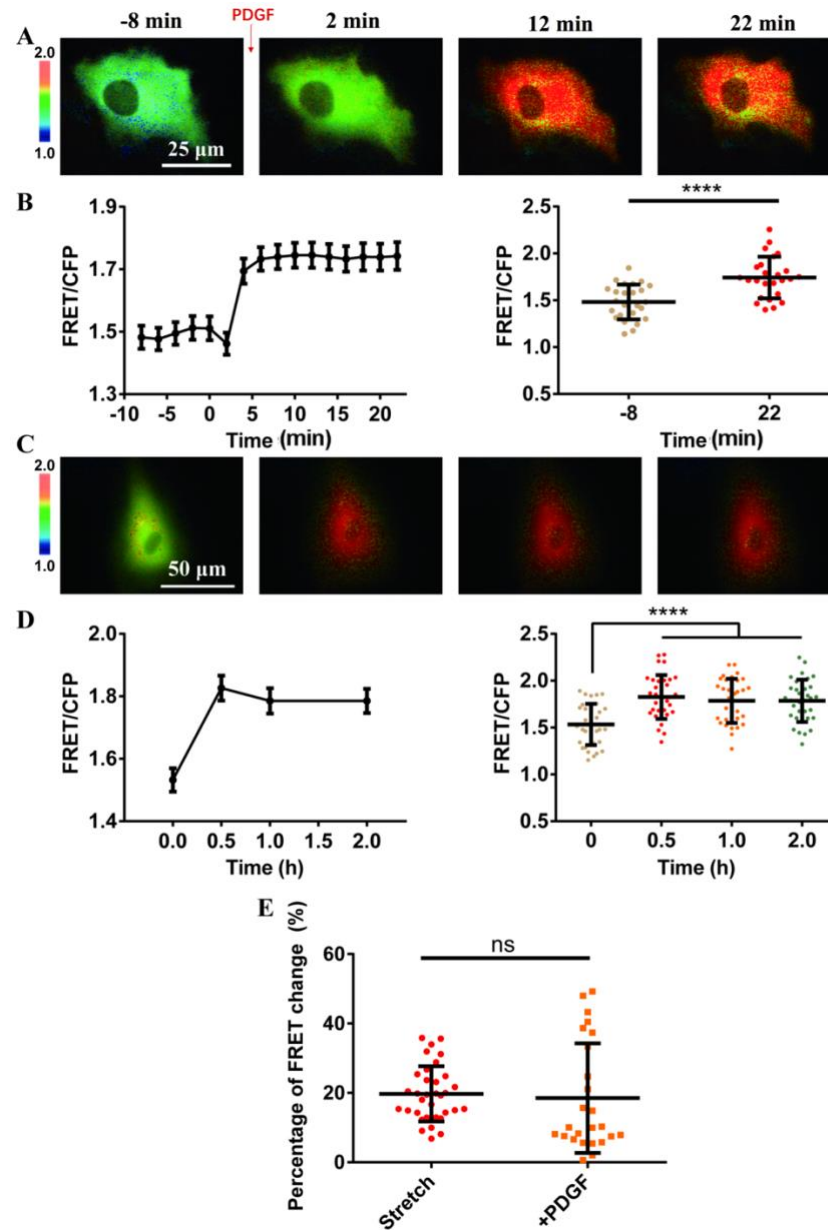 PDGF
A -8 min 2 min 12 min 22 min
2.0
1.0
25 μm
B
FRET/CFP
1.9
1.7
1.5
1.3
-10 -5 0 5 10 15 20
Time (min)
****
FRET/CFP
2.5
2.0
1.5
1.0
0.5
-8 22
Time (min)
C
2.0
1.0
50 μm
D
FRET/CFP
2.0
1.8
1.6
1.4
0.0 0.5 1.0 1.5 2.0
Time (h)
****
FRET/CFP
2.5
2.0
1.5
1.0
0.5
0 0.5 1.0 2.0
Time (h)
E
Percentage of FRET change (%)
ns
60
40
20
0
Stretch +PDGF